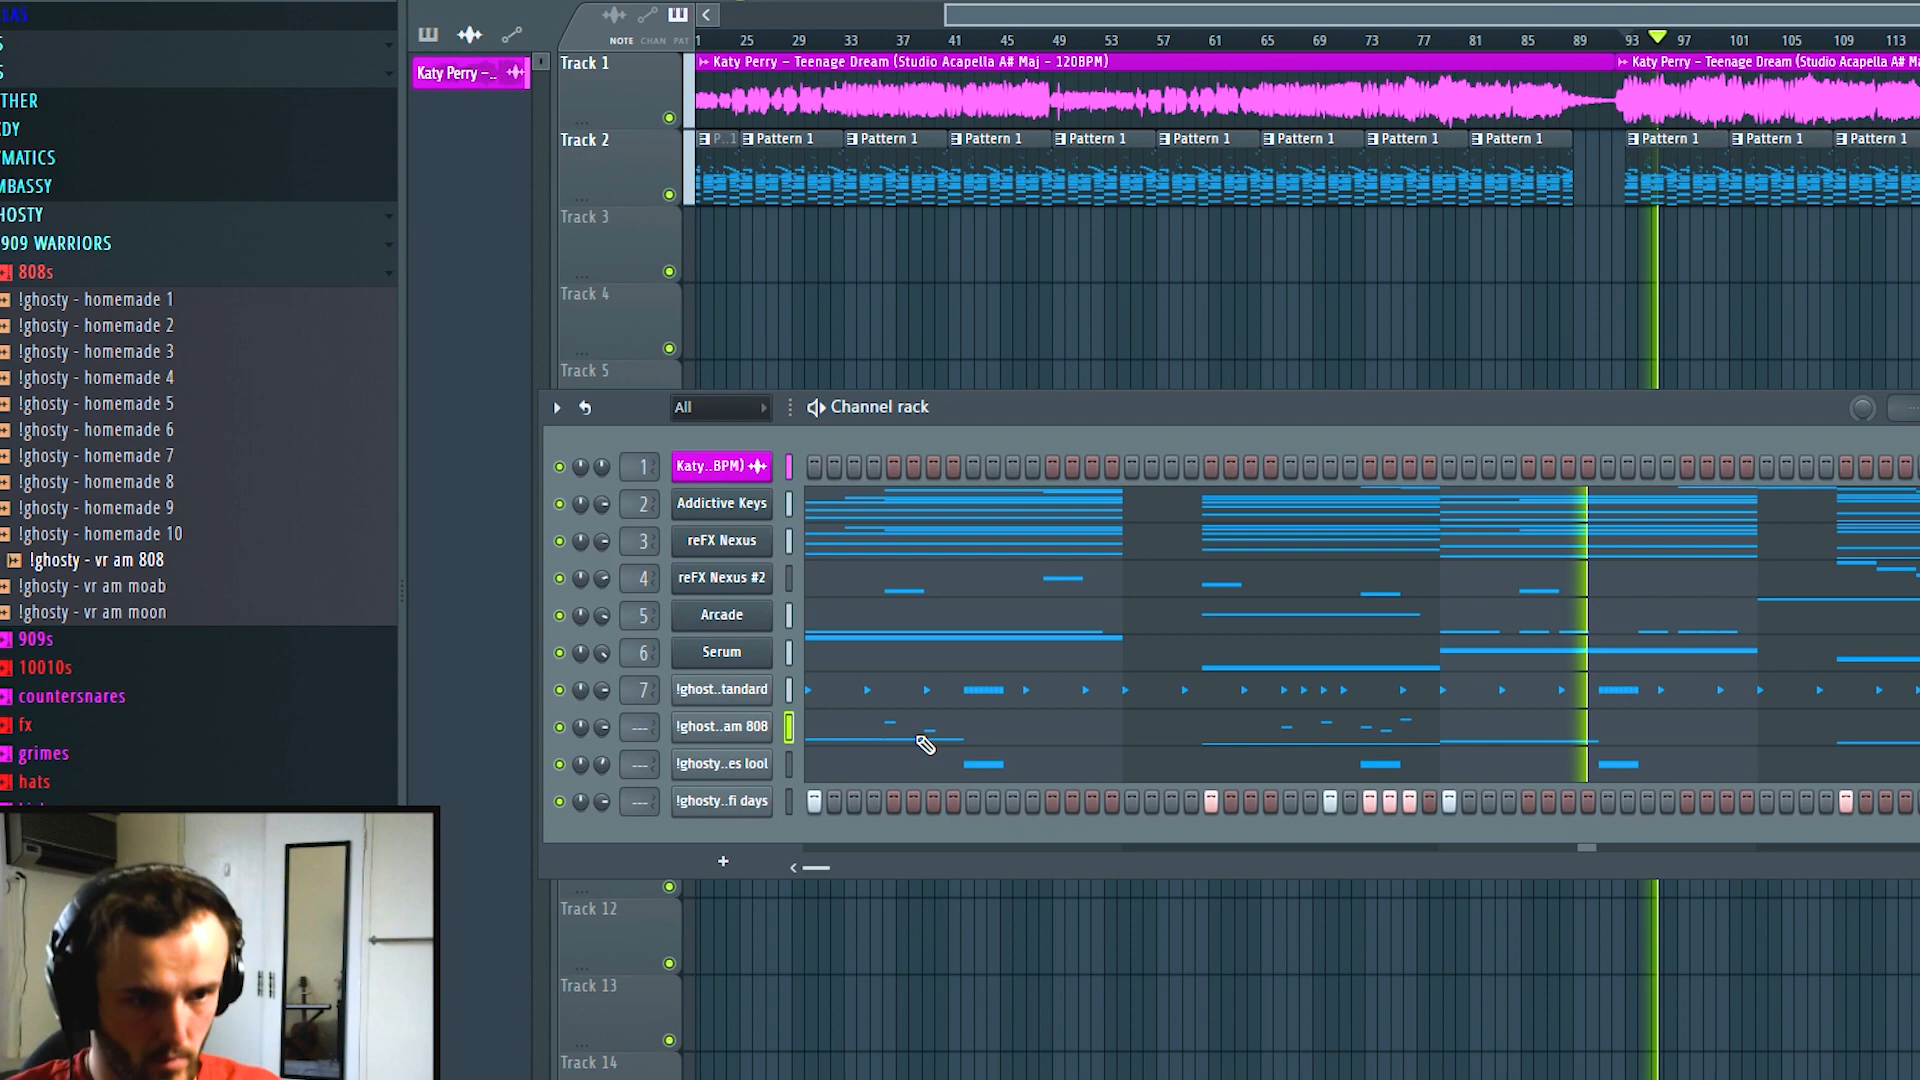 LAS
S
S
THER
DY
MATICS
MBASSY
HOSTY
909 WARRIORS
808s
!ghosty - homemade 1
!ghosty - homemade 2
!ghosty - homemade 3
!ghosty - homemade 4
!ghosty - homemade 5
!ghosty - homemade 6
!ghosty - homemade 7
!ghosty - homemade 8
!ghosty - homemade 9
!ghosty - homemade 10
!ghosty - vr am 808
!ghosty - vr am moab
!ghosty - vr am moon
909s
10010s
countersnares
fx
grimes
hats
Katy Perry –..
NOTE CHAN PAT
1 25 29 33 37 41 45 49 53 57 61 65 69 73 77 81 85 89 93 97 101 105 109 113
Track 1
Katy Perry – Teenage Dream (Studio Acapella A# Maj – 120BPM)
Katy Perry – Teenage Dream (Studio Acapella A# Ma
Track 2
P..1 Pattern 1 Pattern 1 Pattern 1 Pattern 1 Pattern 1 Pattern 1 Pattern 1 Pattern 1 Pattern 1 Pattern 1 Pattern 1
Track 3
Track 4
Track 5
All
Channel rack
1 Katy..BPM)
2 Addictive Keys
3 reFX Nexus
4 reFX Nexus #2
5 Arcade
6 Serum
7 !ghost..tandard
--- !ghost..am 808
--- !ghosty..es lool
--- !ghosty..fi days
+
Track 12
Track 13
Track 14